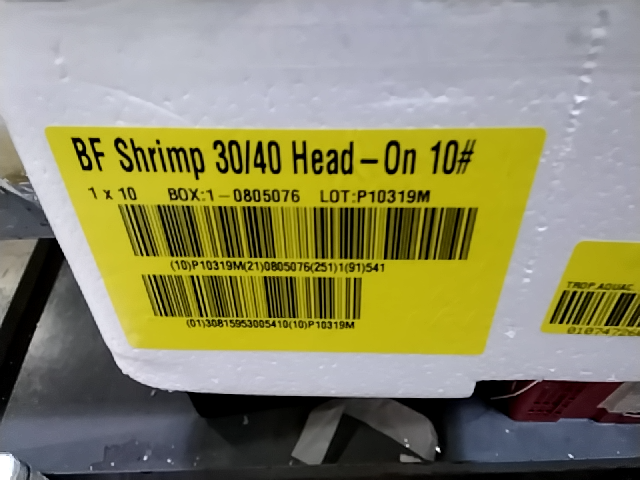 BF Shrimp 30/40 Head-On 10#
1 x 10 BOX:1-0805076 LOT:P10319M
(10)P10319M(21)0805076(251)1(91)541
(01)30815953005410(10)P10319M
TROP.AQUAC.